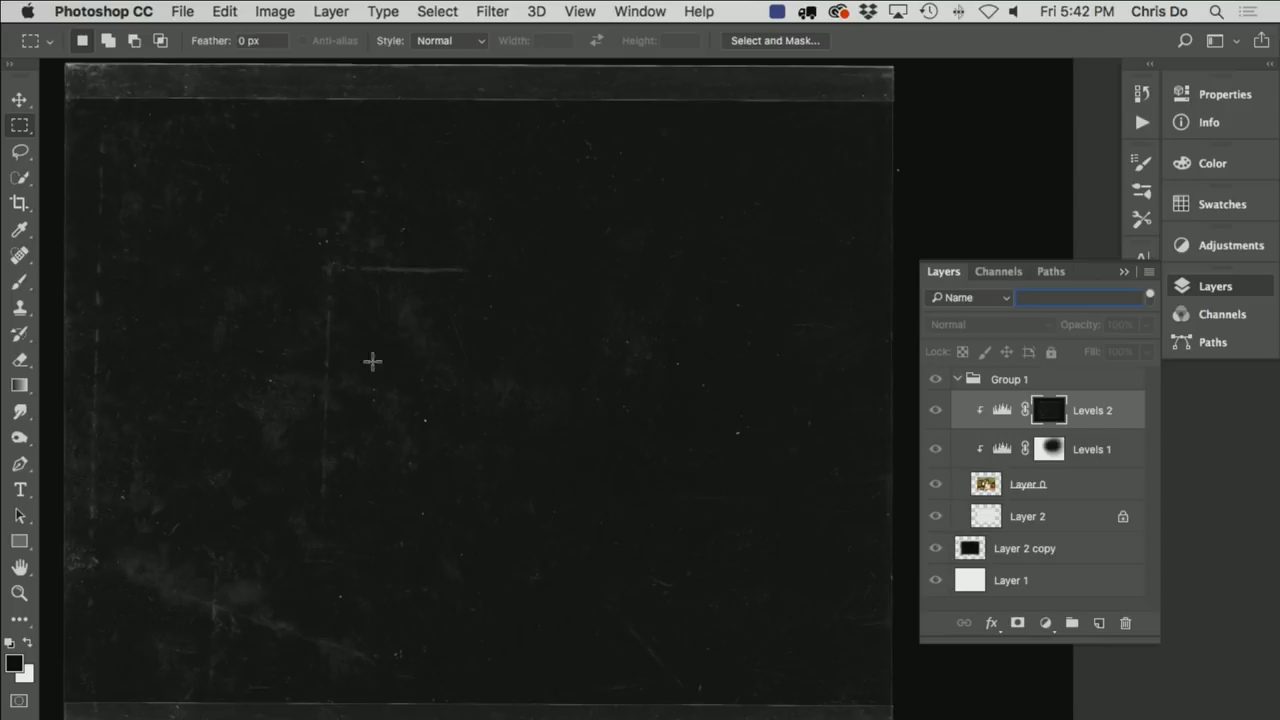 Photoshop CC File Edit Image Layer Type Select Filter 3D View Window Help Fri 5:42 PM Chris Do
Feather: 0 px Anti-alias Style: Normal Width: Height: Select and Mask...
Properties
Info
Color
Swatches
Adjustments
Layers
Channels
Paths
Layers Channels Paths
Name
Normal Opacity: 100%
Lock: Fill: 100%
Group 1
Levels 2
Levels 1
Layer 0
Layer 2
Layer 2 copy
Layer 1
fx